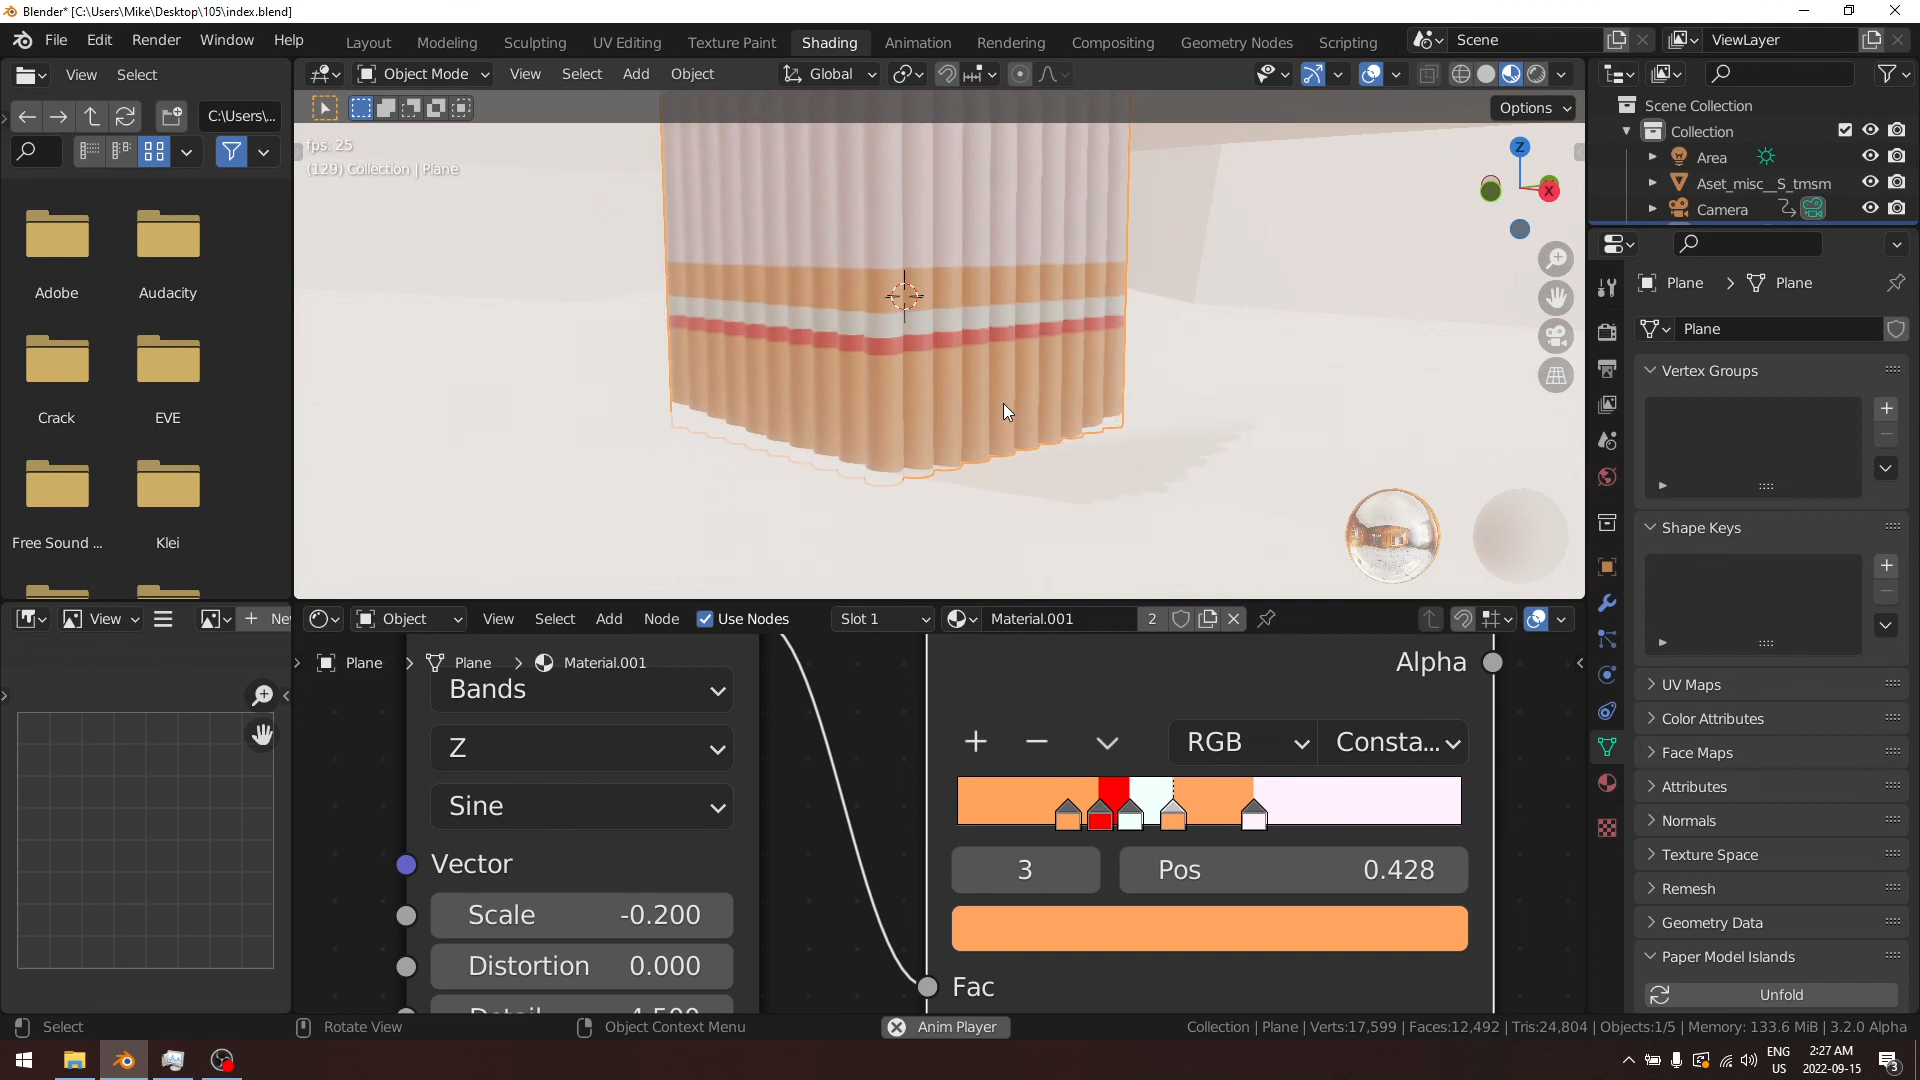 Blender* [C:\Users\Mike\Desktop\105\index.blend]
File Edit Render Window Help
Layout Modeling Sculpting UV Editing Texture Paint Shading Animation Rendering Compositing Geometry Nodes Scripting
Scene
ViewLayer
View Select
Object Mode View Select Add Object Global
C:\Users\...
Options
Scene Collection
Collection
Area
Aset_misc__S_tmsm
Camera
fps: 25
(129) Collection | Plane
Z
X
Adobe
Audacity
Crack
EVE
Free Sound ...
Klei
Plane Plane
Plane
Vertex Groups
Shape Keys
UV Maps
Color Attributes
Face Maps
Attributes
Normals
Texture Space
Remesh
Geometry Data
Paper Model Islands
Unfold
View
Object View Select Add Node Use Nodes Slot 1 Material.001 2
Plane Plane Material.001
Bands
Z
Sine
Vector
Scale -0.200
Distortion 0.000
Alpha
RGB Consta...
3 Pos 0.428
Fac
Select Rotate View Object Context Menu Anim Player
Collection | Plane | Verts:17,599 | Faces:12,492 | Tris:24,804 | Objects:1/5 | Memory: 133.6 MiB | 3.2.0 Alpha
ENG
US
2:27 AM
2022-09-15
3